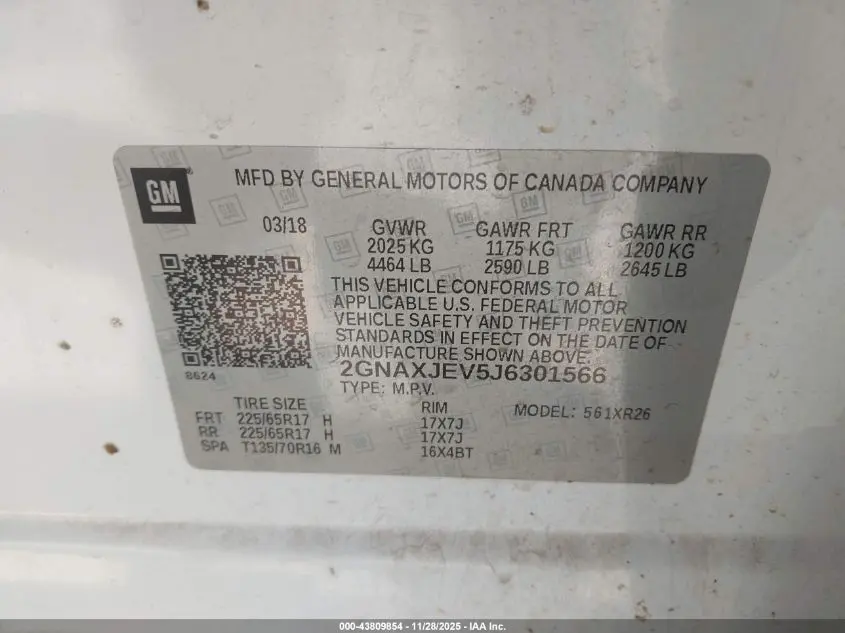 GM
MFD BY GENERAL MOTORS OF CANADA COMPANY
03/18 GVWR GAWR FRT GAWR RR
2025 KG 1175 KG 1200 KG
4464 LB 2590 LB 2645 LB
THIS VEHICLE CONFORMS TO ALL
APPLICABLE U.S. FEDERAL MOTOR
VEHICLE SAFETY AND THEFT PREVENTION
STANDARDS IN EFFECT ON THE DATE OF
MANUFACTURE SHOWN ABOVE.
8624
2GNAXJEV5J6301566
TYPE: M.P.V.
TIRE SIZE RIM MODEL: 561XR26
FRT 225/65R17 H 17X7J
RR 225/65R17 H 17X7J
SPA T135/70R16 M 16X4BT
000-43809854 — 11/28/2025 — IAA Inc.